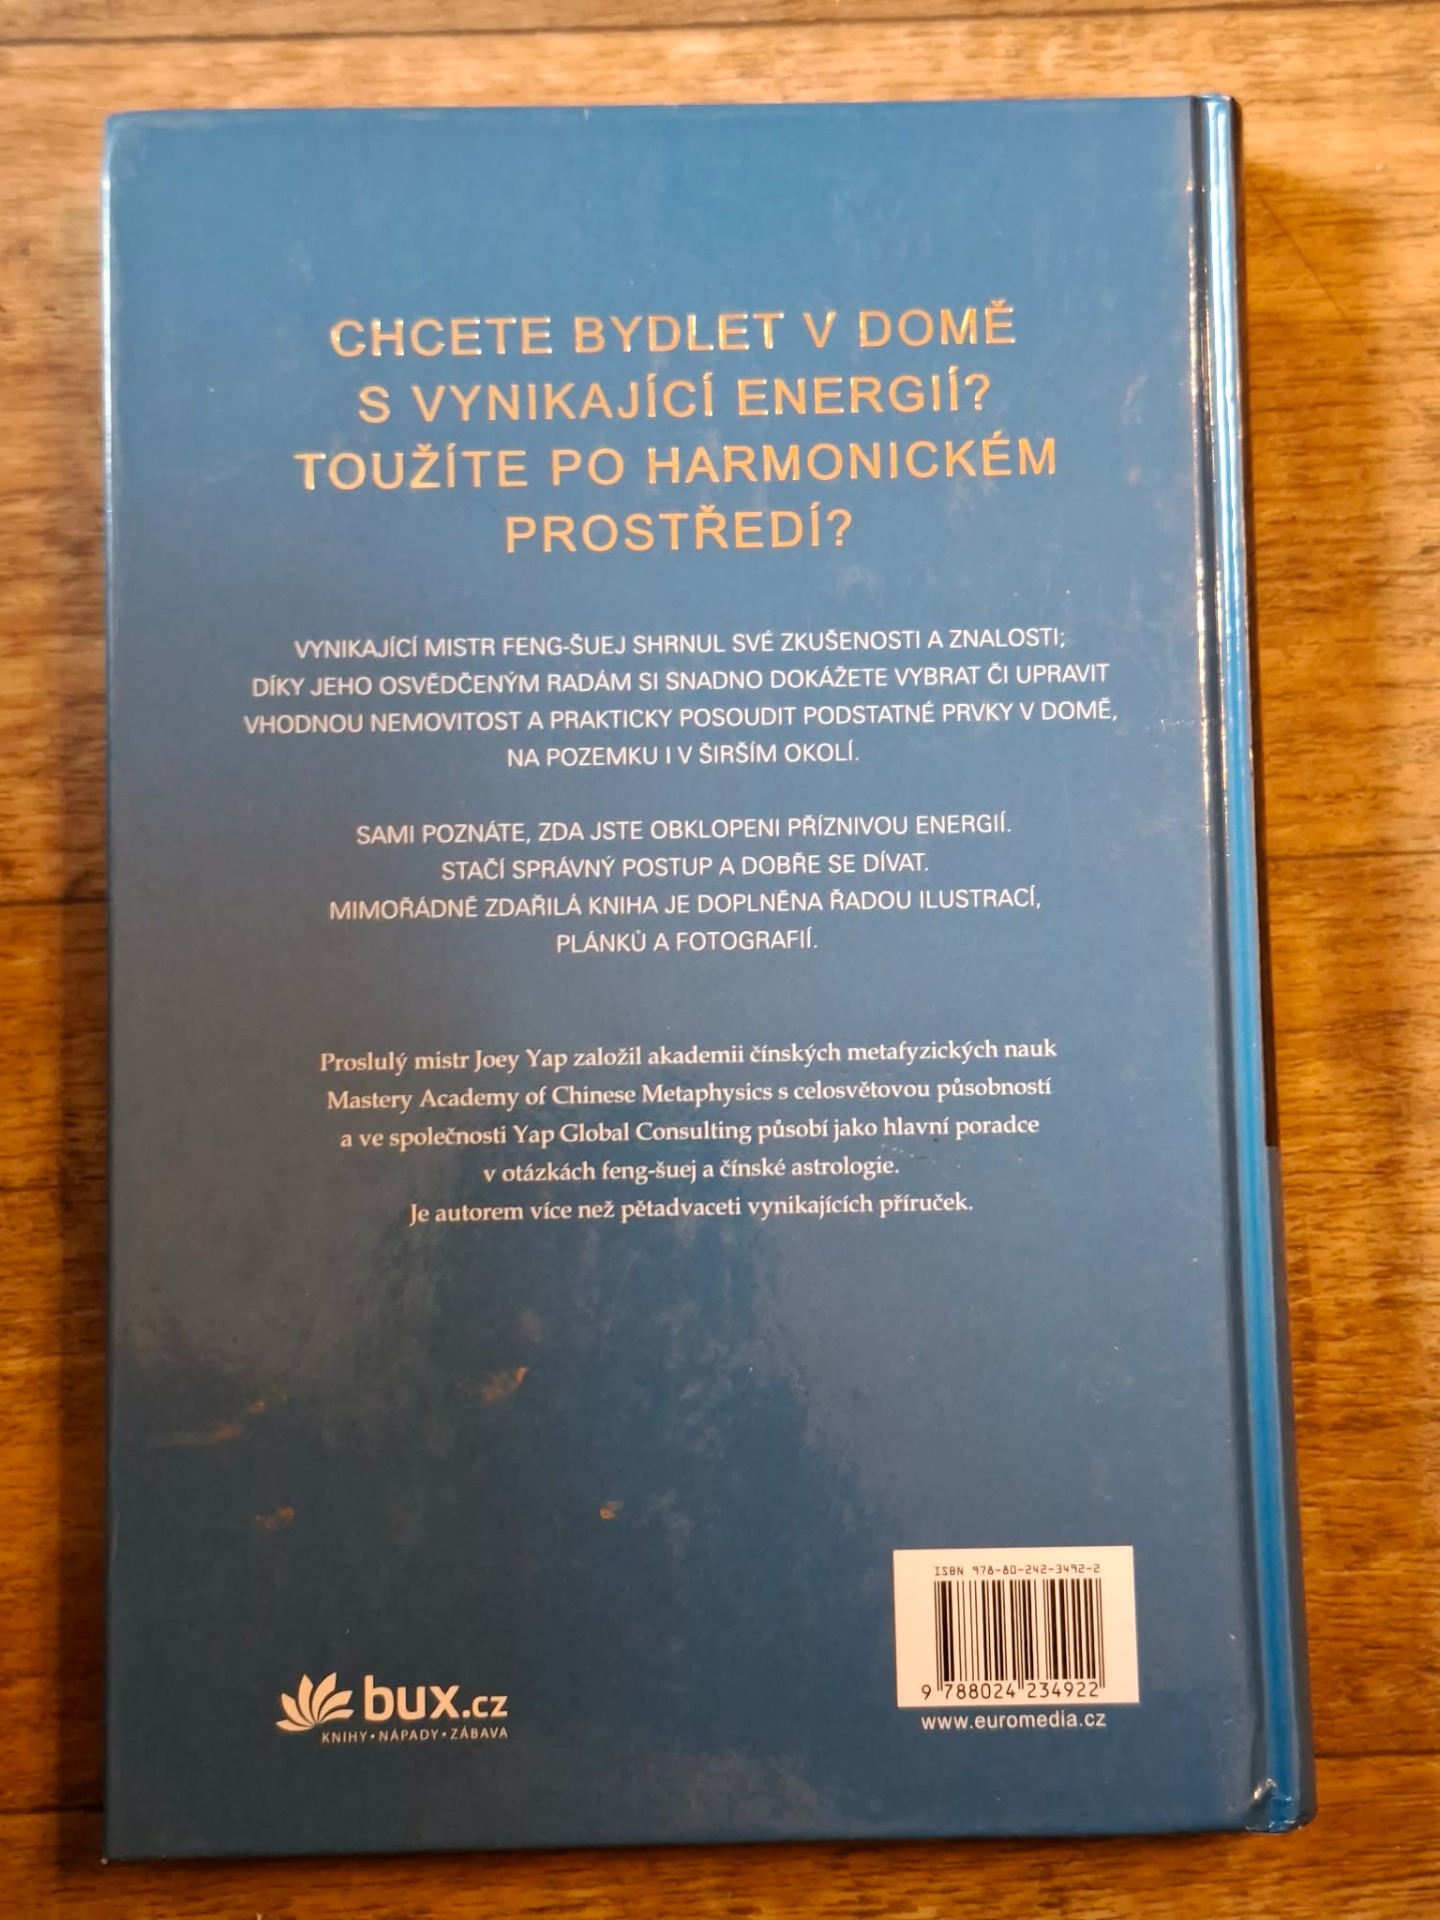 CHCETE BYDLET V DOMĚ
S VYNIKAJÍCÍ ENERGIÍ?
TOUŽÍTE PO HARMONICKÉM
PROSTŘEDÍ?
VYNIKAJÍCÍ MISTR FENG-ŠUEJ SHRNUL SVÉ ZKUŠENOSTI A ZNALOSTI;
DÍKY JEHO OSVĚDČENÝM RADÁM SI SNADNO DOKÁŽETE VYBRAT ČI UPRAVIT
VHODNOU NEMOVITOST A PRAKTICKY POSOUDIT PODSTATNÉ PRVKY V DOMĚ,
NA POZEMKU I V ŠIRŠÍM OKOLÍ.
SAMI POZNÁTE, ZDA JSTE OBKLOPENI PŘÍZNIVOU ENERGIÍ.
STAČÍ SPRÁVNÝ POSTUP A DOBŘE SE DÍVAT.
MIMOŘÁDNĚ ZDAŘILÁ KNIHA JE DOPLNĚNA ŘADOU ILUSTRACÍ,
PLÁNKŮ A FOTOGRAFIÍ.
Proslulý mistr Joey Yap založil akademii čínských metafyzických nauk
Mastery Academy of Chinese Metaphysics s celosvětovou působností
a ve společnosti Yap Global Consulting působí jako hlavní poradce
v otázkách feng-šuej a čínské astrologie.
Je autorem více než pětadvaceti vynikajících příruček.
ISBN 978-80-242-3492-2
9 788024 234922
www.euromedia.cz
bux.cz
KNIHY • NÁPADY • ZÁBAVA